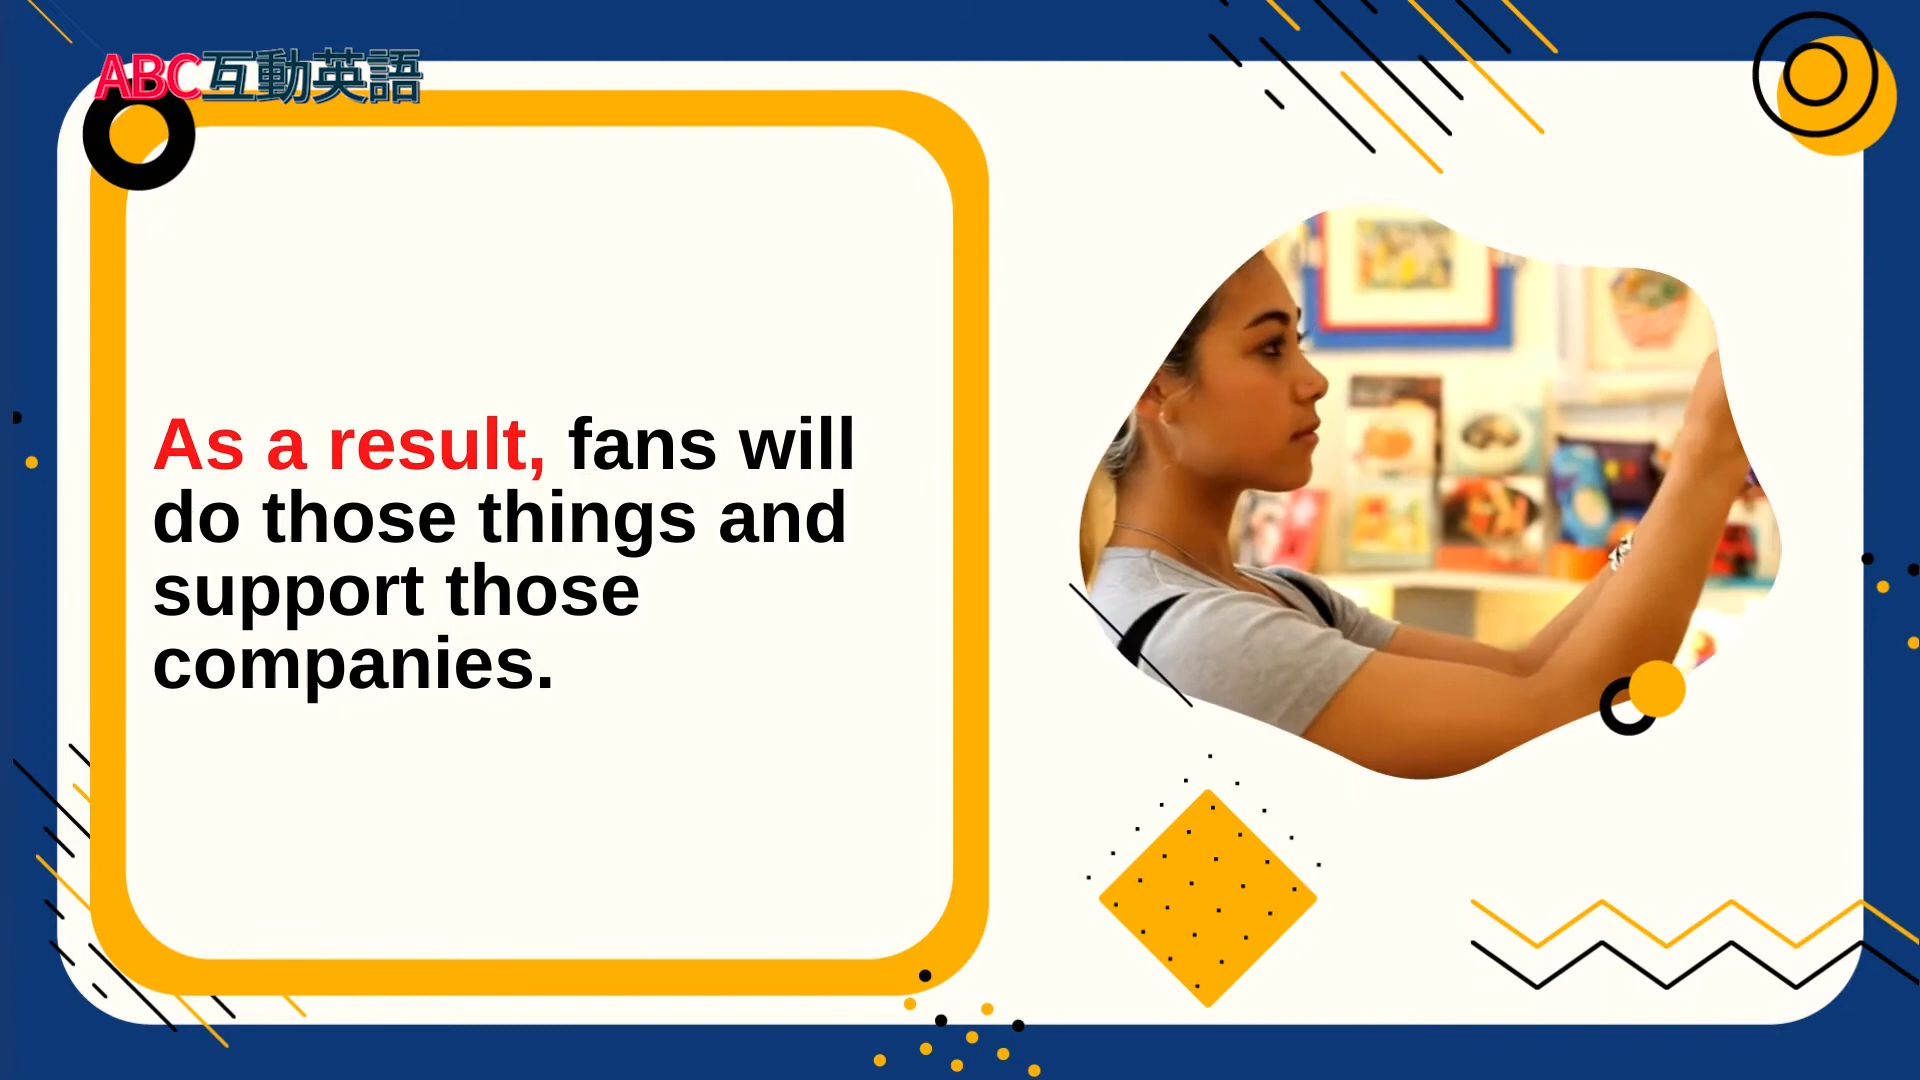 ABC互動英語
As a result, fans will
do those things and
support those
companies.